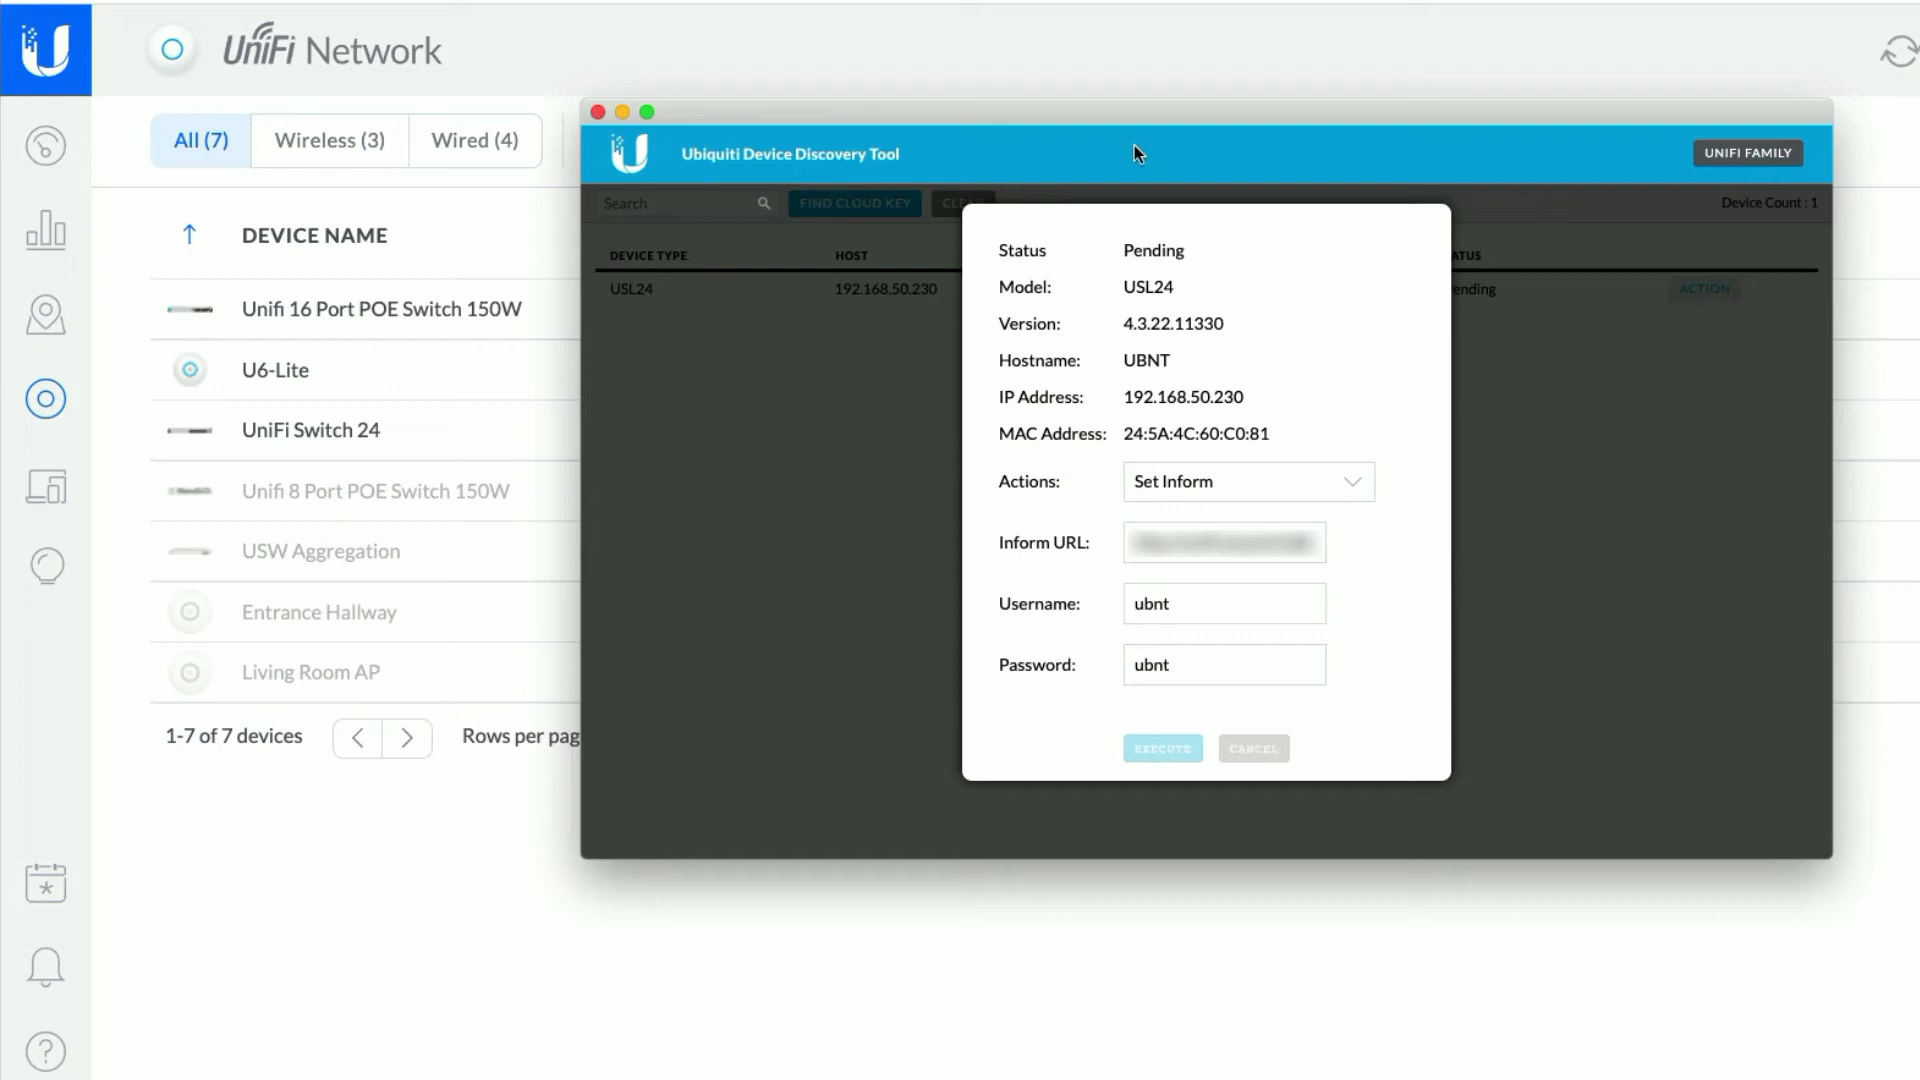 UniFi Network
All (7)
Wireless (3)
Wired (4)
DEVICE NAME
Unifi 16 Port POE Switch 150W
U6-Lite
UniFi Switch 24
Unifi 8 Port POE Switch 150W
USW Aggregation
Entrance Hallway
Living Room AP
1-7 of 7 devices
Rows per pag
Ubiquiti Device Discovery Tool
UNIFI FAMILY
Search
FIND CLOUD KEY
CLEAR
Device Count : 1
DEVICE TYPE
HOST
ATUS
USL24
192.168.50.230
ending
ACTION
Status Pending
Model: USL24
Version: 4.3.22.11330
Hostname: UBNT
IP Address: 192.168.50.230
MAC Address: 24:5A:4C:60:C0:81
Actions: Set Inform
Inform URL:
Username: ubnt
Password: ubnt
EXECUTE
CANCEL